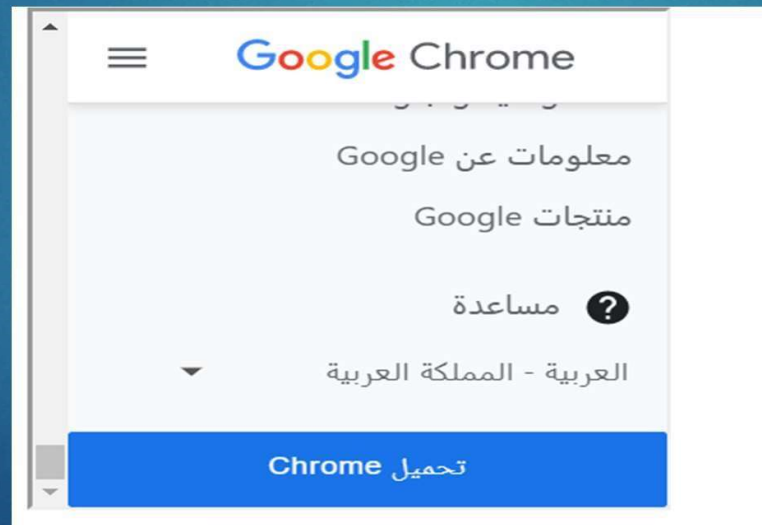 Google Chrome
معلومات عن Google
منتجات Google
مساعدة
العربية - المملكة العربية
تحميل Chrome